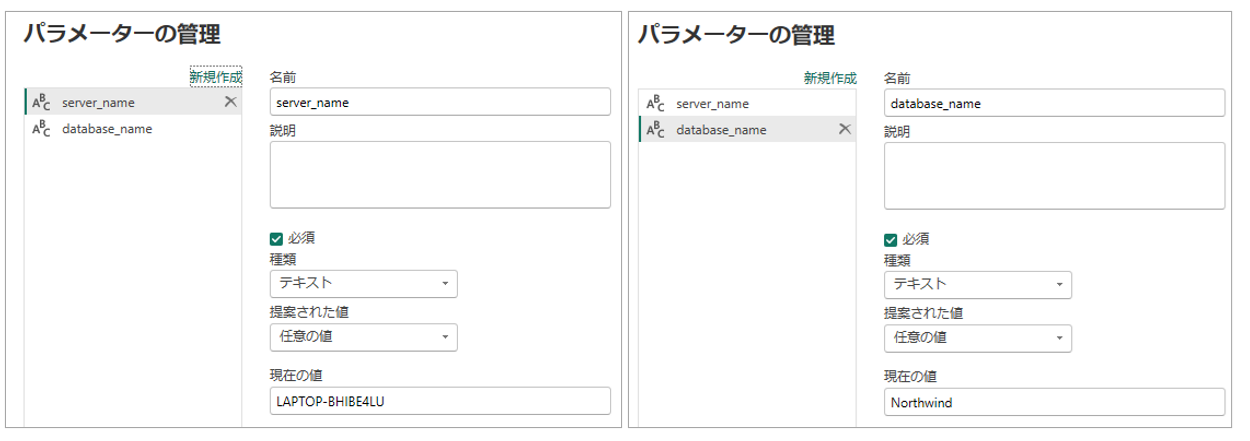 パラメーターの管理
新規作成
ABC server_name
ABC database_name
名前
server_name
説明
必須
種類
テキスト
提案された値
任意の値
現在の値
LAPTOP-BHIBE4LU
パラメーターの管理
新規作成
ABC server_name
ABC database_name
名前
database_name
説明
必須
種類
テキスト
提案された値
任意の値
現在の値
Northwind